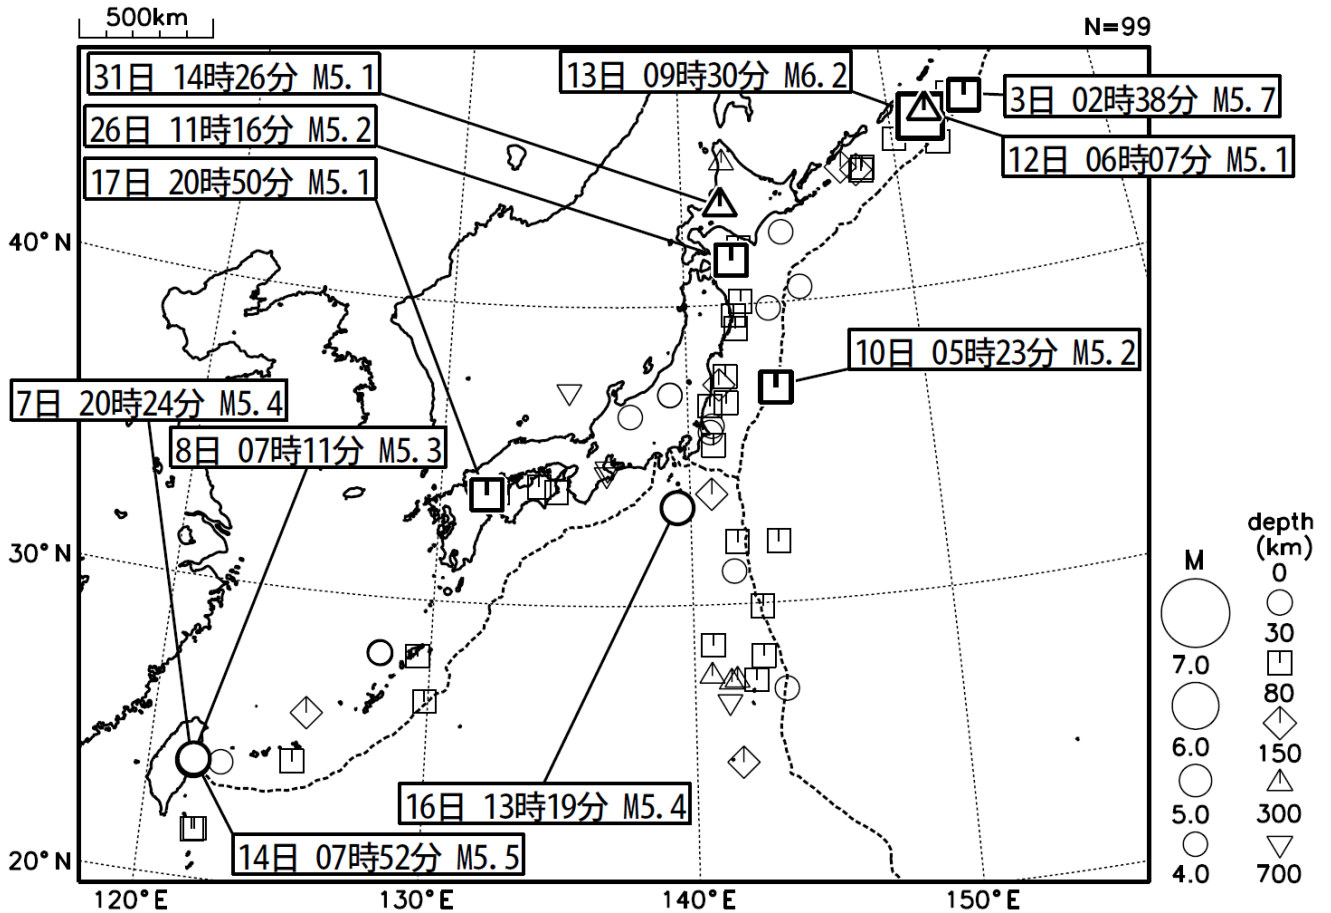 500km
N=99
31日 14時26分 M5.1
13日 09時30分 M6.2
3日 02時38分 M5.7
26日 11時16分 M5.2
12日 06時07分 M5.1
17日 20時50分 M5.1
40°N
10日 05時23分 M5.2
7日 20時24分 M5.4
8日 07時11分 M5.3
30°N
16日 13時19分 M5.4
14日 07時52分 M5.5
20°N
120°E
130°E
140°E
150°E
M
7.0
6.0
5.0
4.0
depth
(km)
0
30
80
150
300
700